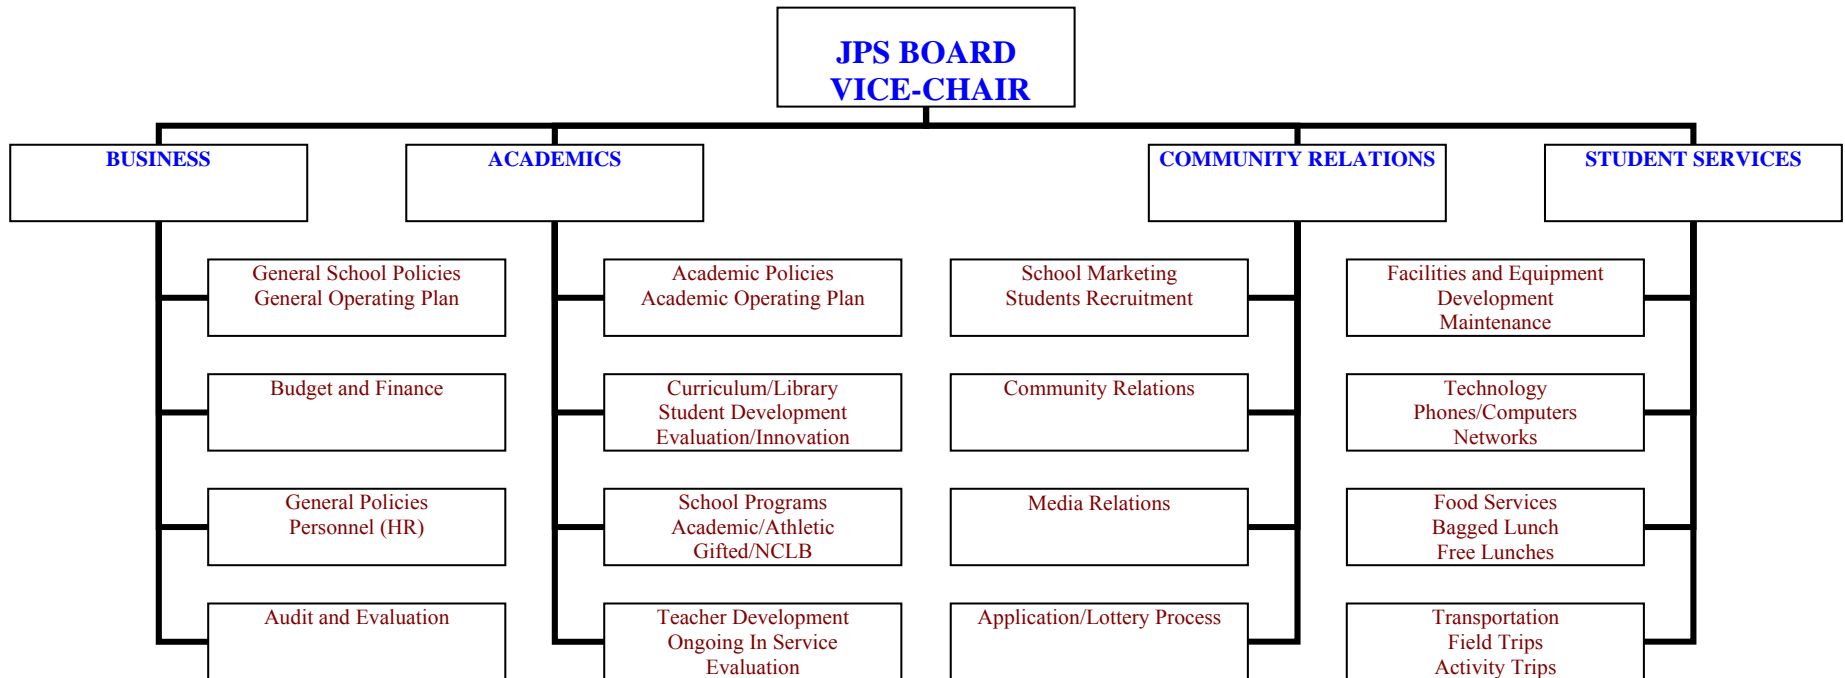 JPS BOARD
VICE-CHAIR
BUSINESS
ACADEMICS
COMMUNITY RELATIONS
STUDENT SERVICES
General School Policies
General Operating Plan
Budget and Finance
General Policies
Personnel (HR)
Audit and Evaluation
Academic Policies
Academic Operating Plan
Curriculum/Library
Student Development
Evaluation/Innovation
School Programs
Academic/Athletic
Gifted/NCLB
Teacher Development
Ongoing In Service
Evaluation
School Marketing
Students Recruitment
Community Relations
Media Relations
Application/Lottery Process
Facilities and Equipment
Development
Maintenance
Technology
Phones/Computers
Networks
Food Services
Bagged Lunch
Free Lunches
Transportation
Field Trips
Activity Trips